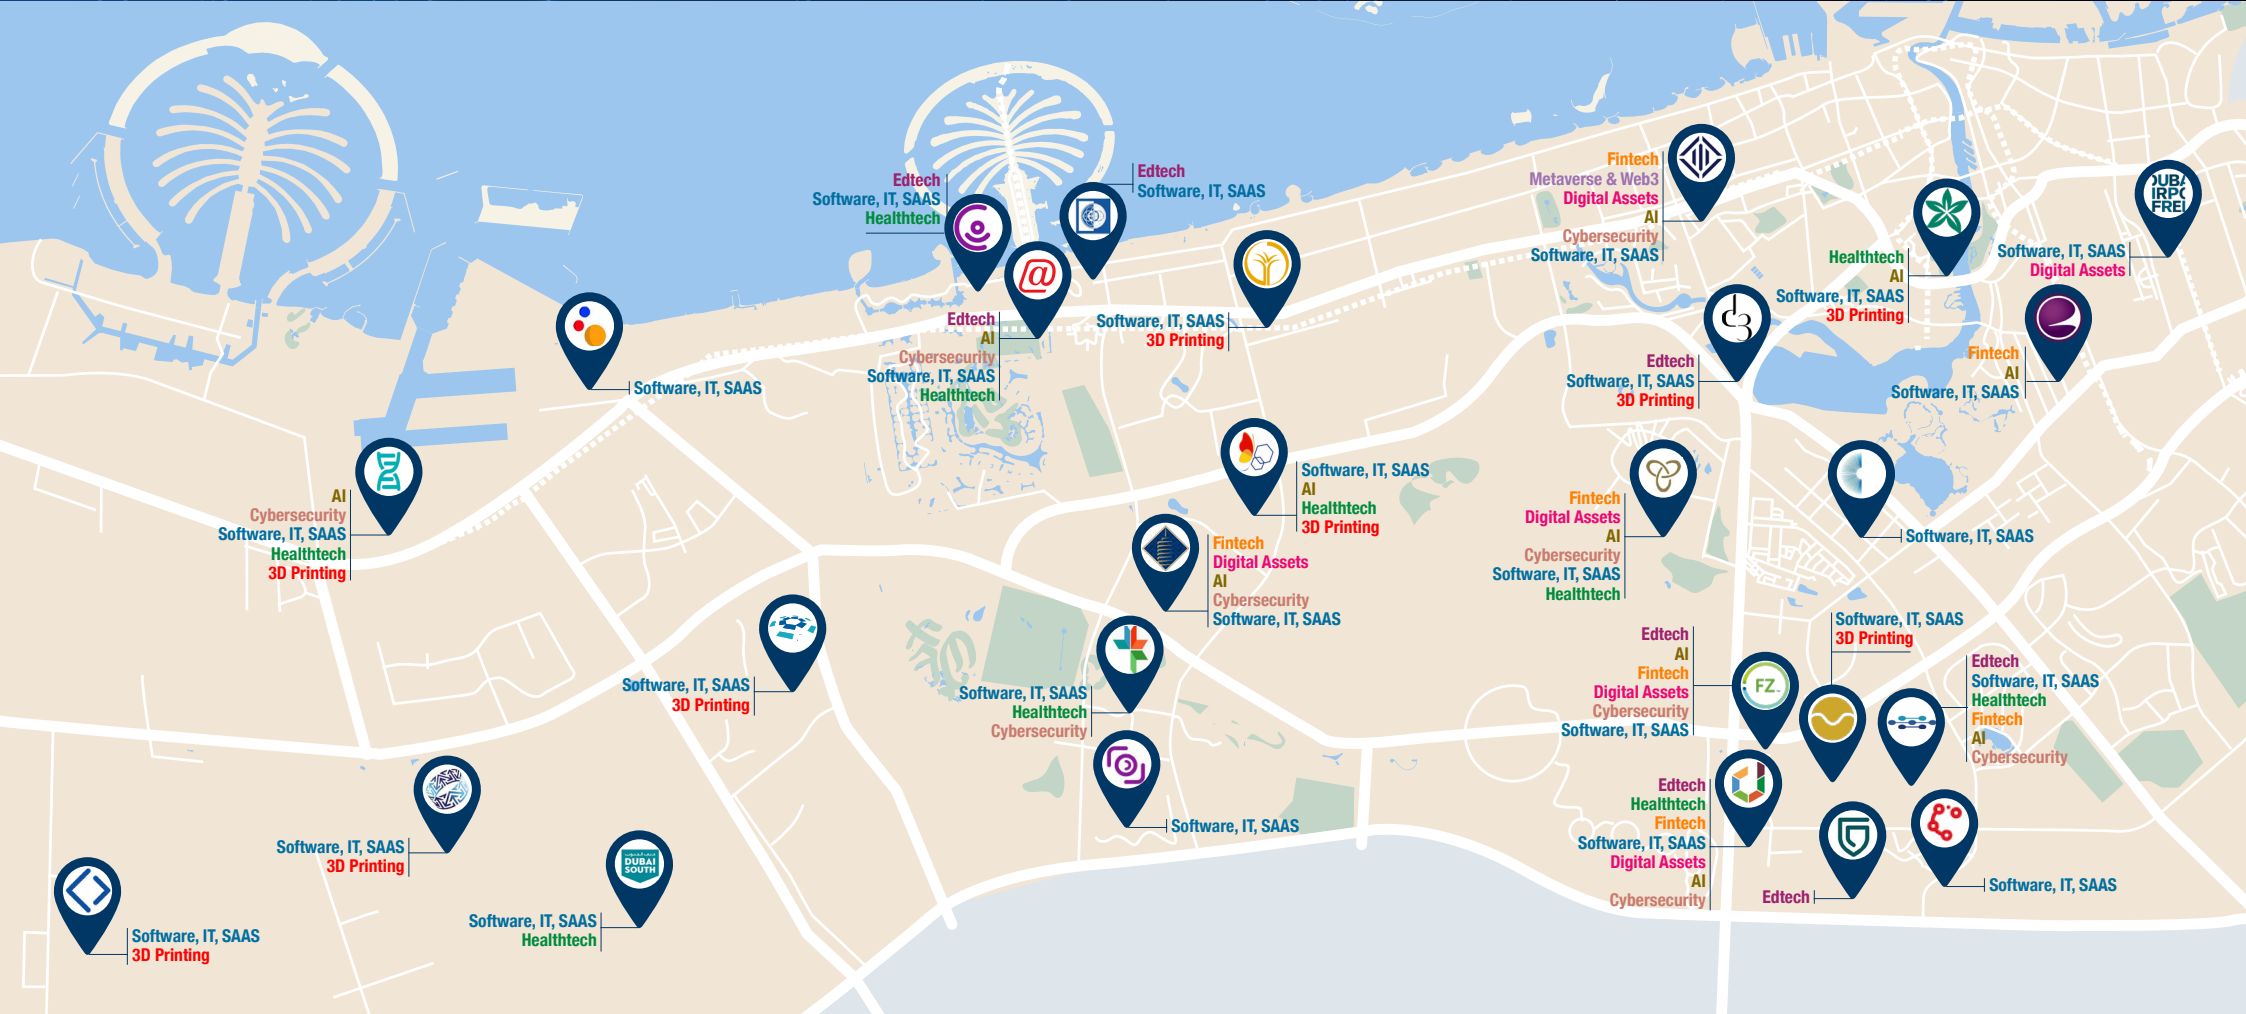 Edtech
Software, IT, SAAS
Healthtech
Edtech
Software, IT, SAAS
@
Edtech
AI
Cybersecurity
Software, IT, SAAS
Healthtech
Software, IT, SAAS
3D Printing
Fintech
Metaverse & Web3
Digital Assets
AI
Cybersecurity
Software, IT, SAAS
Healthtech
AI
Software, IT, SAAS
3D Printing
Software, IT, SAAS
Digital Assets
d3
Edtech
Software, IT, SAAS
3D Printing
Fintech
AI
Software, IT, SAAS
Software, IT, SAAS
AI
Cybersecurity
Software, IT, SAAS
Healthtech
3D Printing
Software, IT, SAAS
AI
Healthtech
3D Printing
Fintech
Digital Assets
AI
Cybersecurity
Software, IT, SAAS
Fintech
Digital Assets
AI
Cybersecurity
Software, IT, SAAS
Healthtech
Software, IT, SAAS
Software, IT, SAAS
3D Printing
Software, IT, SAAS
Healthtech
Cybersecurity
Software, IT, SAAS
Edtech
AI
Fintech
Digital Assets
Cybersecurity
Software, IT, SAAS
FZ
Software, IT, SAAS
3D Printing
Edtech
Software, IT, SAAS
Healthtech
Fintech
AI
Cybersecurity
Edtech
Healthtech
Fintech
Software, IT, SAAS
Digital Assets
AI
Cybersecurity
Edtech
Software, IT, SAAS
Software, IT, SAAS
3D Printing
DUBAI
SOUTH
Software, IT, SAAS
Healthtech
Software, IT, SAAS
3D Printing